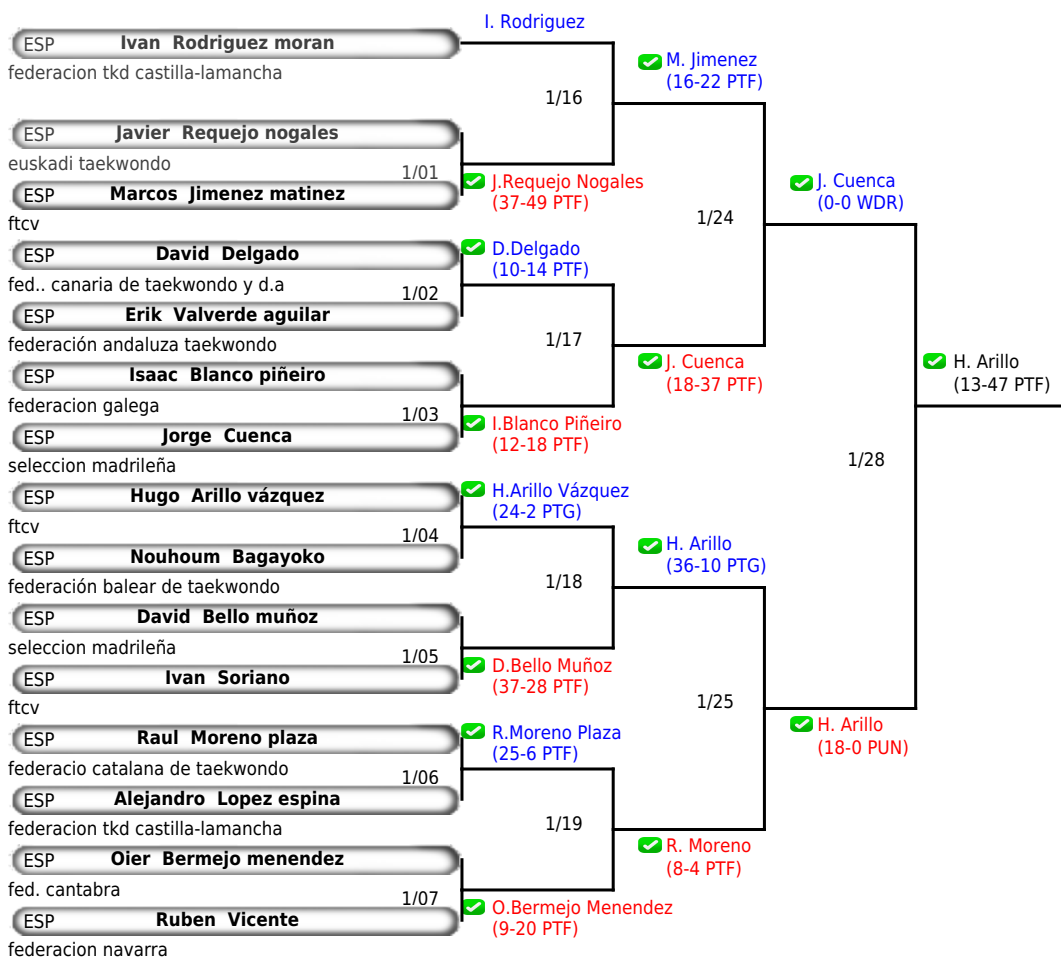 I. Rodriguez
ESP Ivan Rodriguez moran
federacion tkd castilla-lamancha
M. Jimenez
(16-22 PTF)
1/16
ESP Javier Requejo nogales
euskadi taekwondo
1/01
ESP Marcos Jimenez matinez
ftcv
J.Requejo Nogales
(37-49 PTF)
J. Cuenca
(0-0 WDR)
1/24
ESP David Delgado
fed.. canaria de taekwondo y d.a
D.Delgado
(10-14 PTF)
1/02
ESP Erik Valverde aguilar
federación andaluza taekwondo
1/17
ESP Isaac Blanco piñeiro
federacion galega
J. Cuenca
(18-37 PTF)
H. Arillo
(13-47 PTF)
1/03
ESP Jorge Cuenca
seleccion madrileña
I.Blanco Piñeiro
(12-18 PTF)
1/28
ESP Hugo Arillo vázquez
ftcv
H.Arillo Vázquez
(24-2 PTG)
1/04
ESP Nouhoum Bagayoko
federación balear de taekwondo
H. Arillo
(36-10 PTG)
1/18
ESP David Bello muñoz
seleccion madrileña
1/05
ESP Ivan Soriano
ftcv
D.Bello Muñoz
(37-28 PTF)
1/25
ESP Raul Moreno plaza
federacio catalana de taekwondo
R.Moreno Plaza
(25-6 PTF)
H. Arillo
(18-0 PUN)
1/06
ESP Alejandro Lopez espina
federacion tkd castilla-lamancha
1/19
ESP Oier Bermejo menendez
fed. cantabra
R. Moreno
(8-4 PTF)
1/07
ESP Ruben Vicente
federacion navarra
O.Bermejo Menendez
(9-20 PTF)